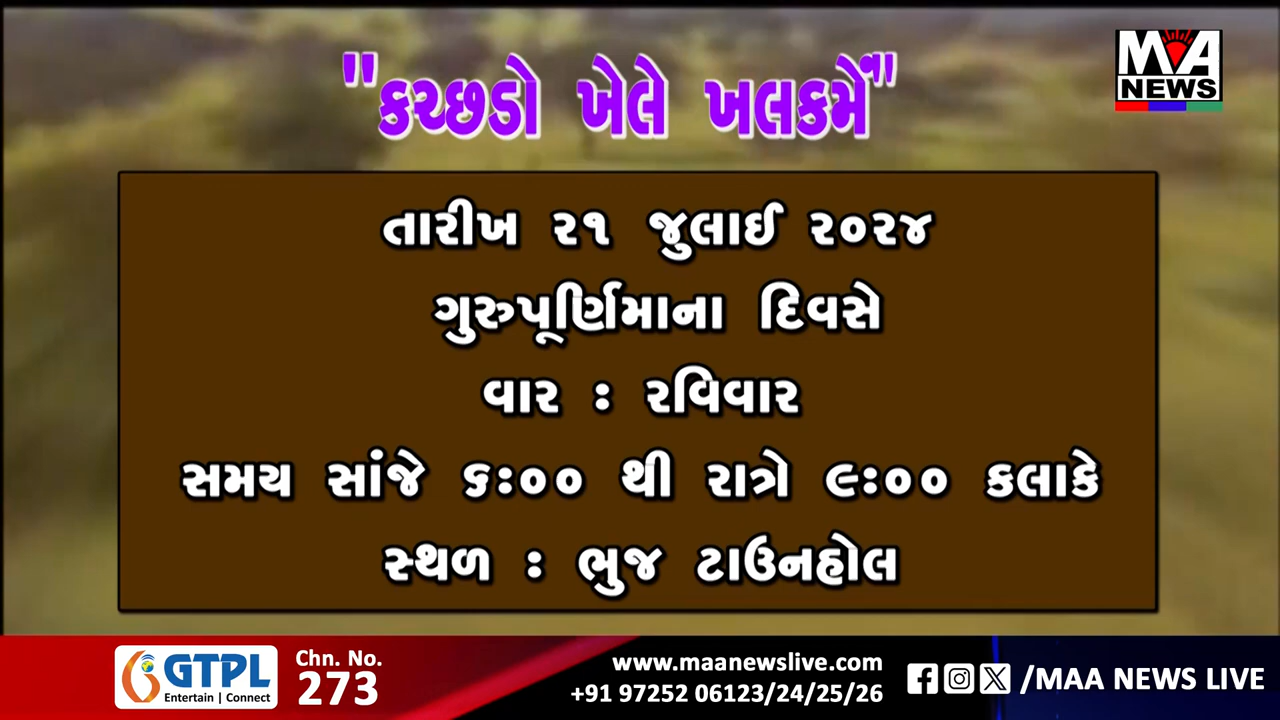 "કચ્છડો ખેલે ખલકમેં"
MAA NEWS
તારીખ ૨૧ જુલાઈ ૨૦૨૪
ગુરુપૂર્ણિમાના દિવસે
વાર : રવિવાર
સમય સાંજે ૬:૦૦ થી રાત્રે ૯:૦૦ કલાકે
સ્થળ : ભુજ ટાઉનહોલ
GTPL
Entertain | Connect
Chn. No.
273
www.maanewslive.com
+91 97252 06123/24/25/26
/MAA NEWS LIVE